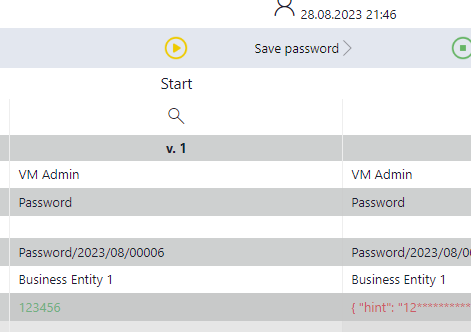 28.08.2023 21:46
Save password
Start
v. 1
VM Admin VM Admin
Password Password
Password/2023/08/00006 Password/2023/08/0
Business Entity 1 Business Entity 1
123456 { "hint": "12**********